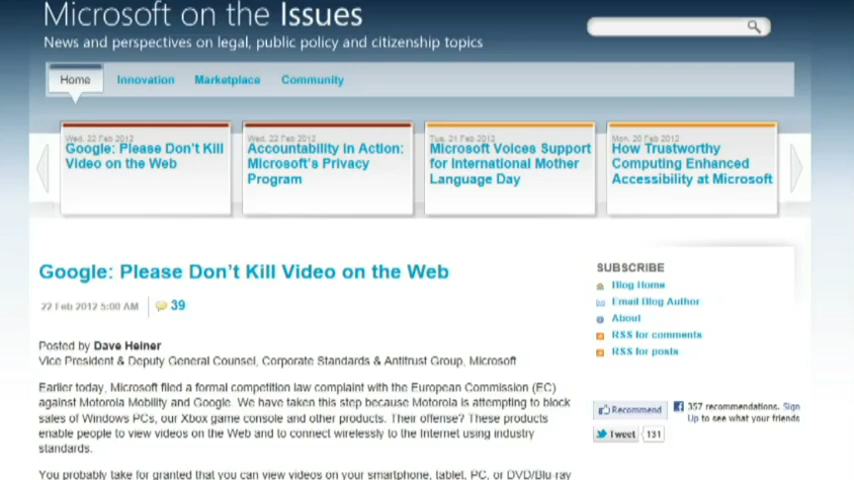 Microsoft on the Issues
News and perspectives on legal, public policy and citizenship topics
Home Innovation Marketplace Community
Wed, 22 Feb 2012
Google: Please Don't Kill
Video on the Web
Wed, 22 Feb 2012
Accountability in Action:
Microsoft's Privacy
Program
Tue, 21 Feb 2012
Microsoft Voices Support
for International Mother
Language Day
Mon, 20 Feb 2012
How Trustworthy
Computing Enhanced
Accessibility at Microsoft
Google: Please Don't Kill Video on the Web
22 Feb 2012 5:00 AM 39
Posted by Dave Heiner
Vice President & Deputy General Counsel, Corporate Standards & Antitrust Group, Microsoft
Earlier today, Microsoft filed a formal competition law complaint with the European Commission (EC)
against Motorola Mobility and Google. We have taken this step because Motorola is attempting to block
sales of Windows PCs, our Xbox game console and other products. Their offense? These products
enable people to view videos on the Web and to connect wirelessly to the Internet using industry
standards.
You probably take for granted that you can view videos on your smartphone, tablet, PC, or DVD/Blu-ray
SUBSCRIBE
Blog Home
Email Blog Author
About
RSS for comments
RSS for posts
Recommend 357 recommendations. Sign
Up to see what your friends
Tweet 131